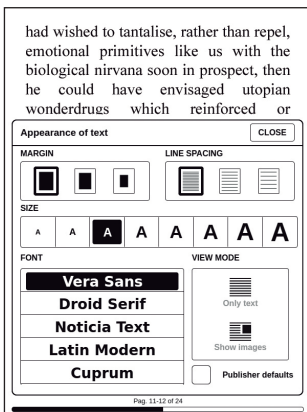 had wished to tantalise, rather than repel,
emotional primitives like us with the
biological nirvana soon in prospect, then
he could have envisaged utopian
wonderdrugs which reinforced or
Appearance of text
CLOSE
MARGIN
LINE SPACING
SIZE
A A A A A A A A
FONT
VIEW MODE
Vera Sans
Droid Serif
Only text
Noticia Text
Latin Modern
Show images
Cuprum
Publisher defaults
Pag. 11-12 of 24